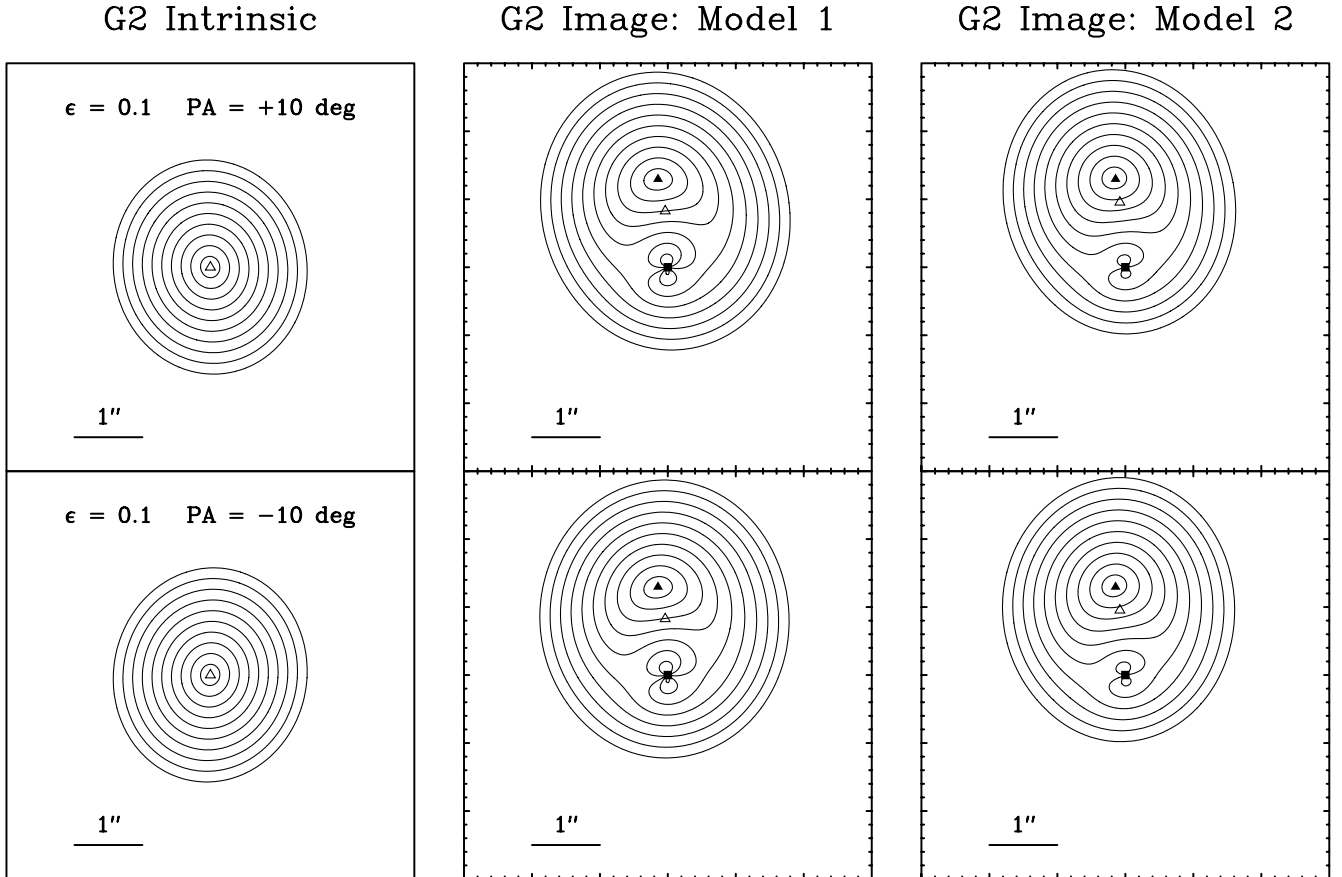 G2 Intrinsic
G2 Image: Model 1
G2 Image: Model 2
ϵ = 0.1 PA = +10 deg
1″
1″
1″
ϵ = 0.1 PA = −10 deg
1″
1″
1″